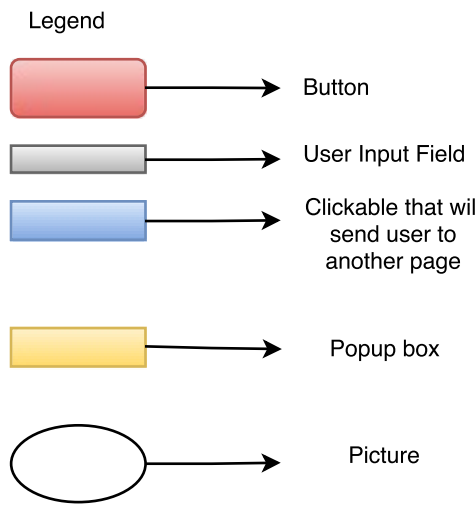 Legend
Button
User Input Field
Clickable that wil
send user to
another page
Popup box
Picture